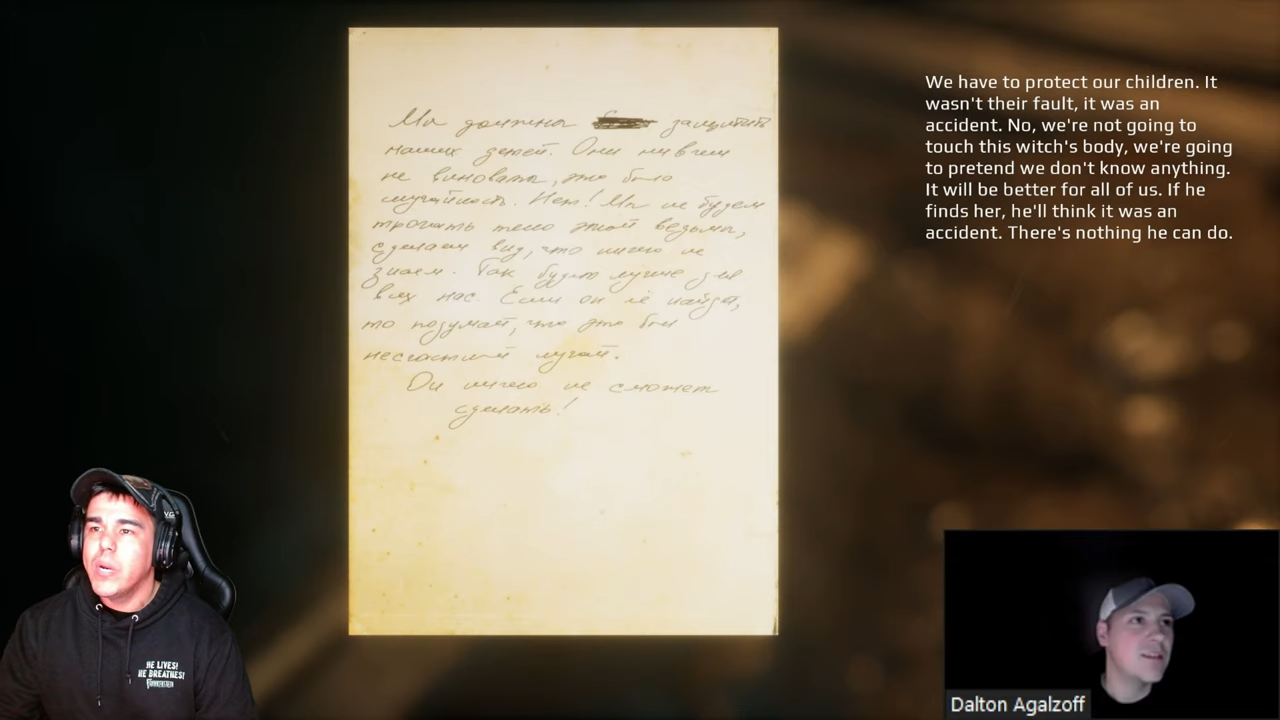 Мы должны защитить
наших детей. Они ни в чём
не виноваты, это была
случайность. Нет! Мы не будем
трогать тело этой ведьмы,
сделаем вид, что ничего не
знаем. Так будет лучше для
всех нас. Если он её найдёт,
то подумает, что это был
несчастный случай.
Он ничего не сможет
сделать!
We have to protect our children. It
wasn't their fault, it was an
accident. No, we're not going to
touch this witch's body, we're going
to pretend we don't know anything.
It will be better for all of us. If he
finds her, he'll think it was an
accident. There's nothing he can do.
HE LIVES!
HE BREATHES!
Dalton Agalzoff